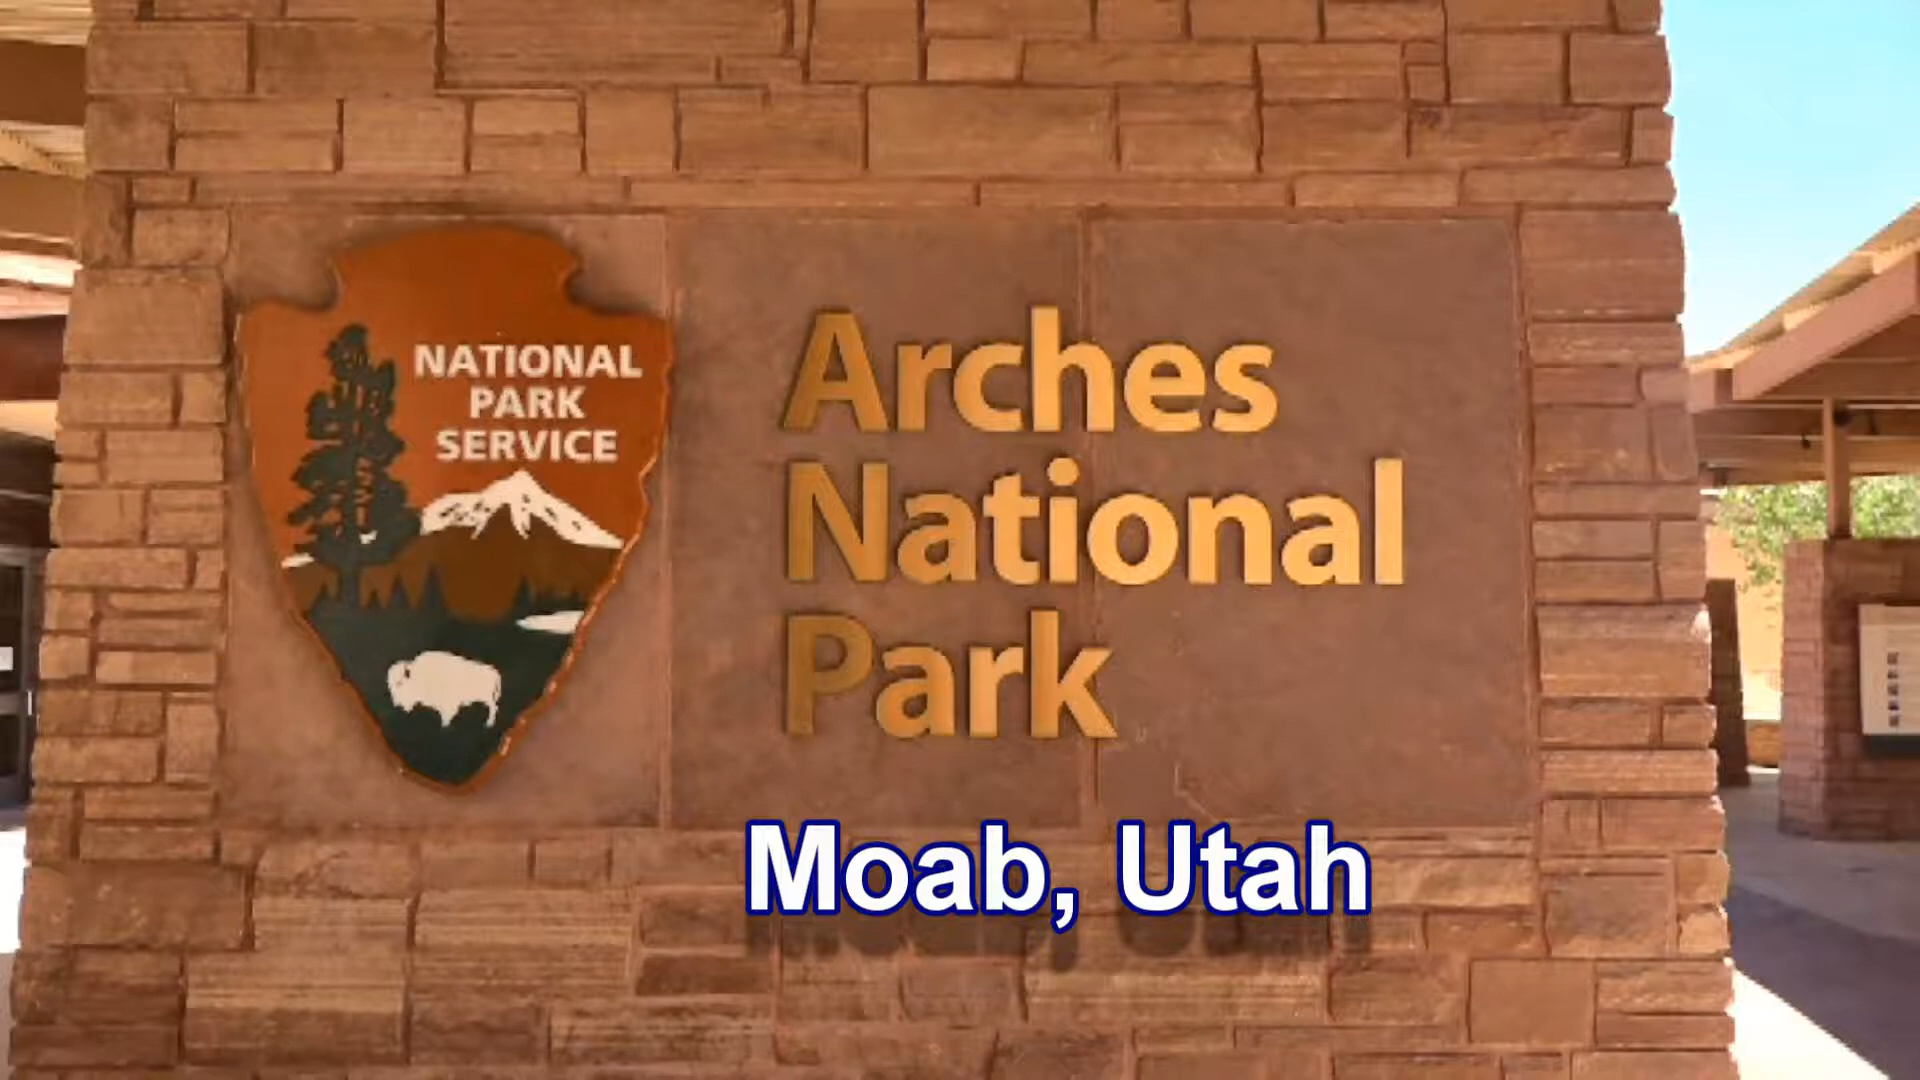 NATIONAL
PARK
SERVICE
Arches
National
Park
Moab, Utah